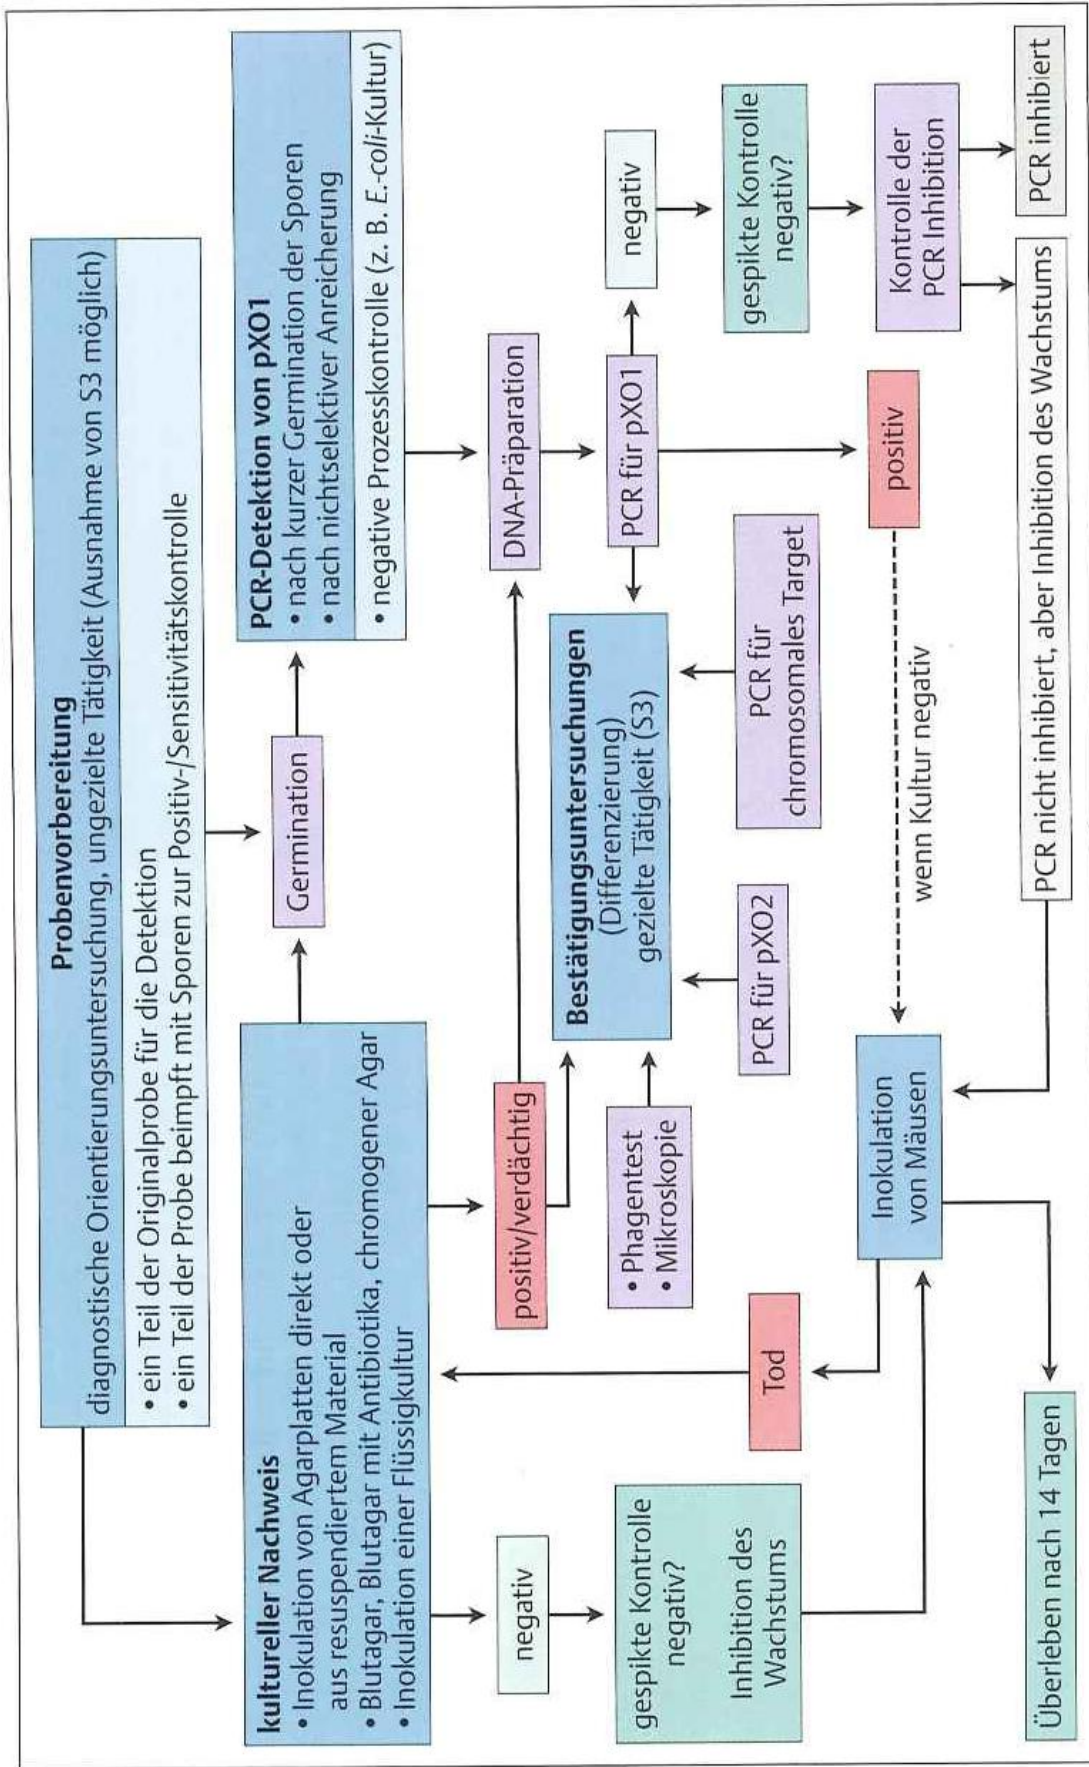 Probenvorbereitung
diagnostische Orientierungsuntersuchung, ungezielte Tätigkeit (Ausnahme von S3 möglich)
• ein Teil der Originalprobe für die Detektion
• ein Teil der Probe beimpft mit Sporen zur Positiv-/Sensitivitätskontrolle
kultureller Nachweis
• Inokulation von Agarplatten direkt oder
aus resuspendiertem Material
• Blutagar, Blutagar mit Antibiotika, chromogener Agar
• Inokulation einer Flüssigkultur
Germination
PCR-Detektion von pXO1
• nach kurzer Germination der Sporen
• nach nichtselektiver Anreicherung
• negative Prozesskontrolle (z. B. E.-coli-Kultur)
negativ
positiv/verdächtig
DNA-Präparation
gespikte Kontrolle
negativ?
Inhibition des
Wachstums
• Phagentest
• Mikroskopie
Bestätigungsuntersuchungen
(Differenzierung)
gezielte Tätigkeit (S3)
PCR für pXO1
negativ
PCR für pXO2
PCR für
chromosomales Target
gespikte Kontrolle
negativ?
Tod
Inokulation
von Mäusen
wenn Kultur negativ
positiv
Kontrolle der
PCR Inhibition
Überleben nach 14 Tagen
PCR nicht inhibiert, aber Inhibition des Wachstums
PCR inhibiert